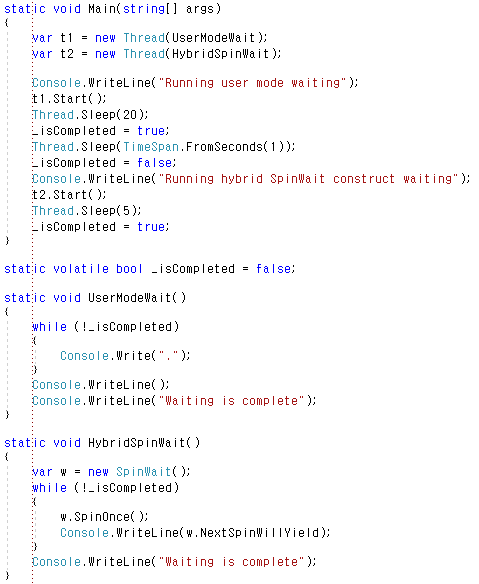 static void Main(string[] args)
{
    var t1 = new Thread(UserModeWait);
    var t2 = new Thread(HybridSpinWait);

    Console.WriteLine("Running user mode waiting");
    t1.Start();
    Thread.Sleep(20);
    _isCompleted = true;
    Thread.Sleep(TimeSpan.FromSeconds(1));
    _isCompleted = false;
    Console.WriteLine("Running hybrid SpinWait construct waiting");
    t2.Start();
    Thread.Sleep(5);
    _isCompleted = true;
}

static volatile bool _isCompleted = false;

static void UserModeWait()
{
    while (!_isCompleted)
    {
        Console.Write(".");
    }
    Console.WriteLine();
    Console.WriteLine("Waiting is complete");
}

static void HybridSpinWait()
{
    var w = new SpinWait();
    while (!_isCompleted)
    {
        w.SpinOnce();
        Console.WriteLine(w.NextSpinWillYield);
    }
    Console.WriteLine("Waiting is complete");
}